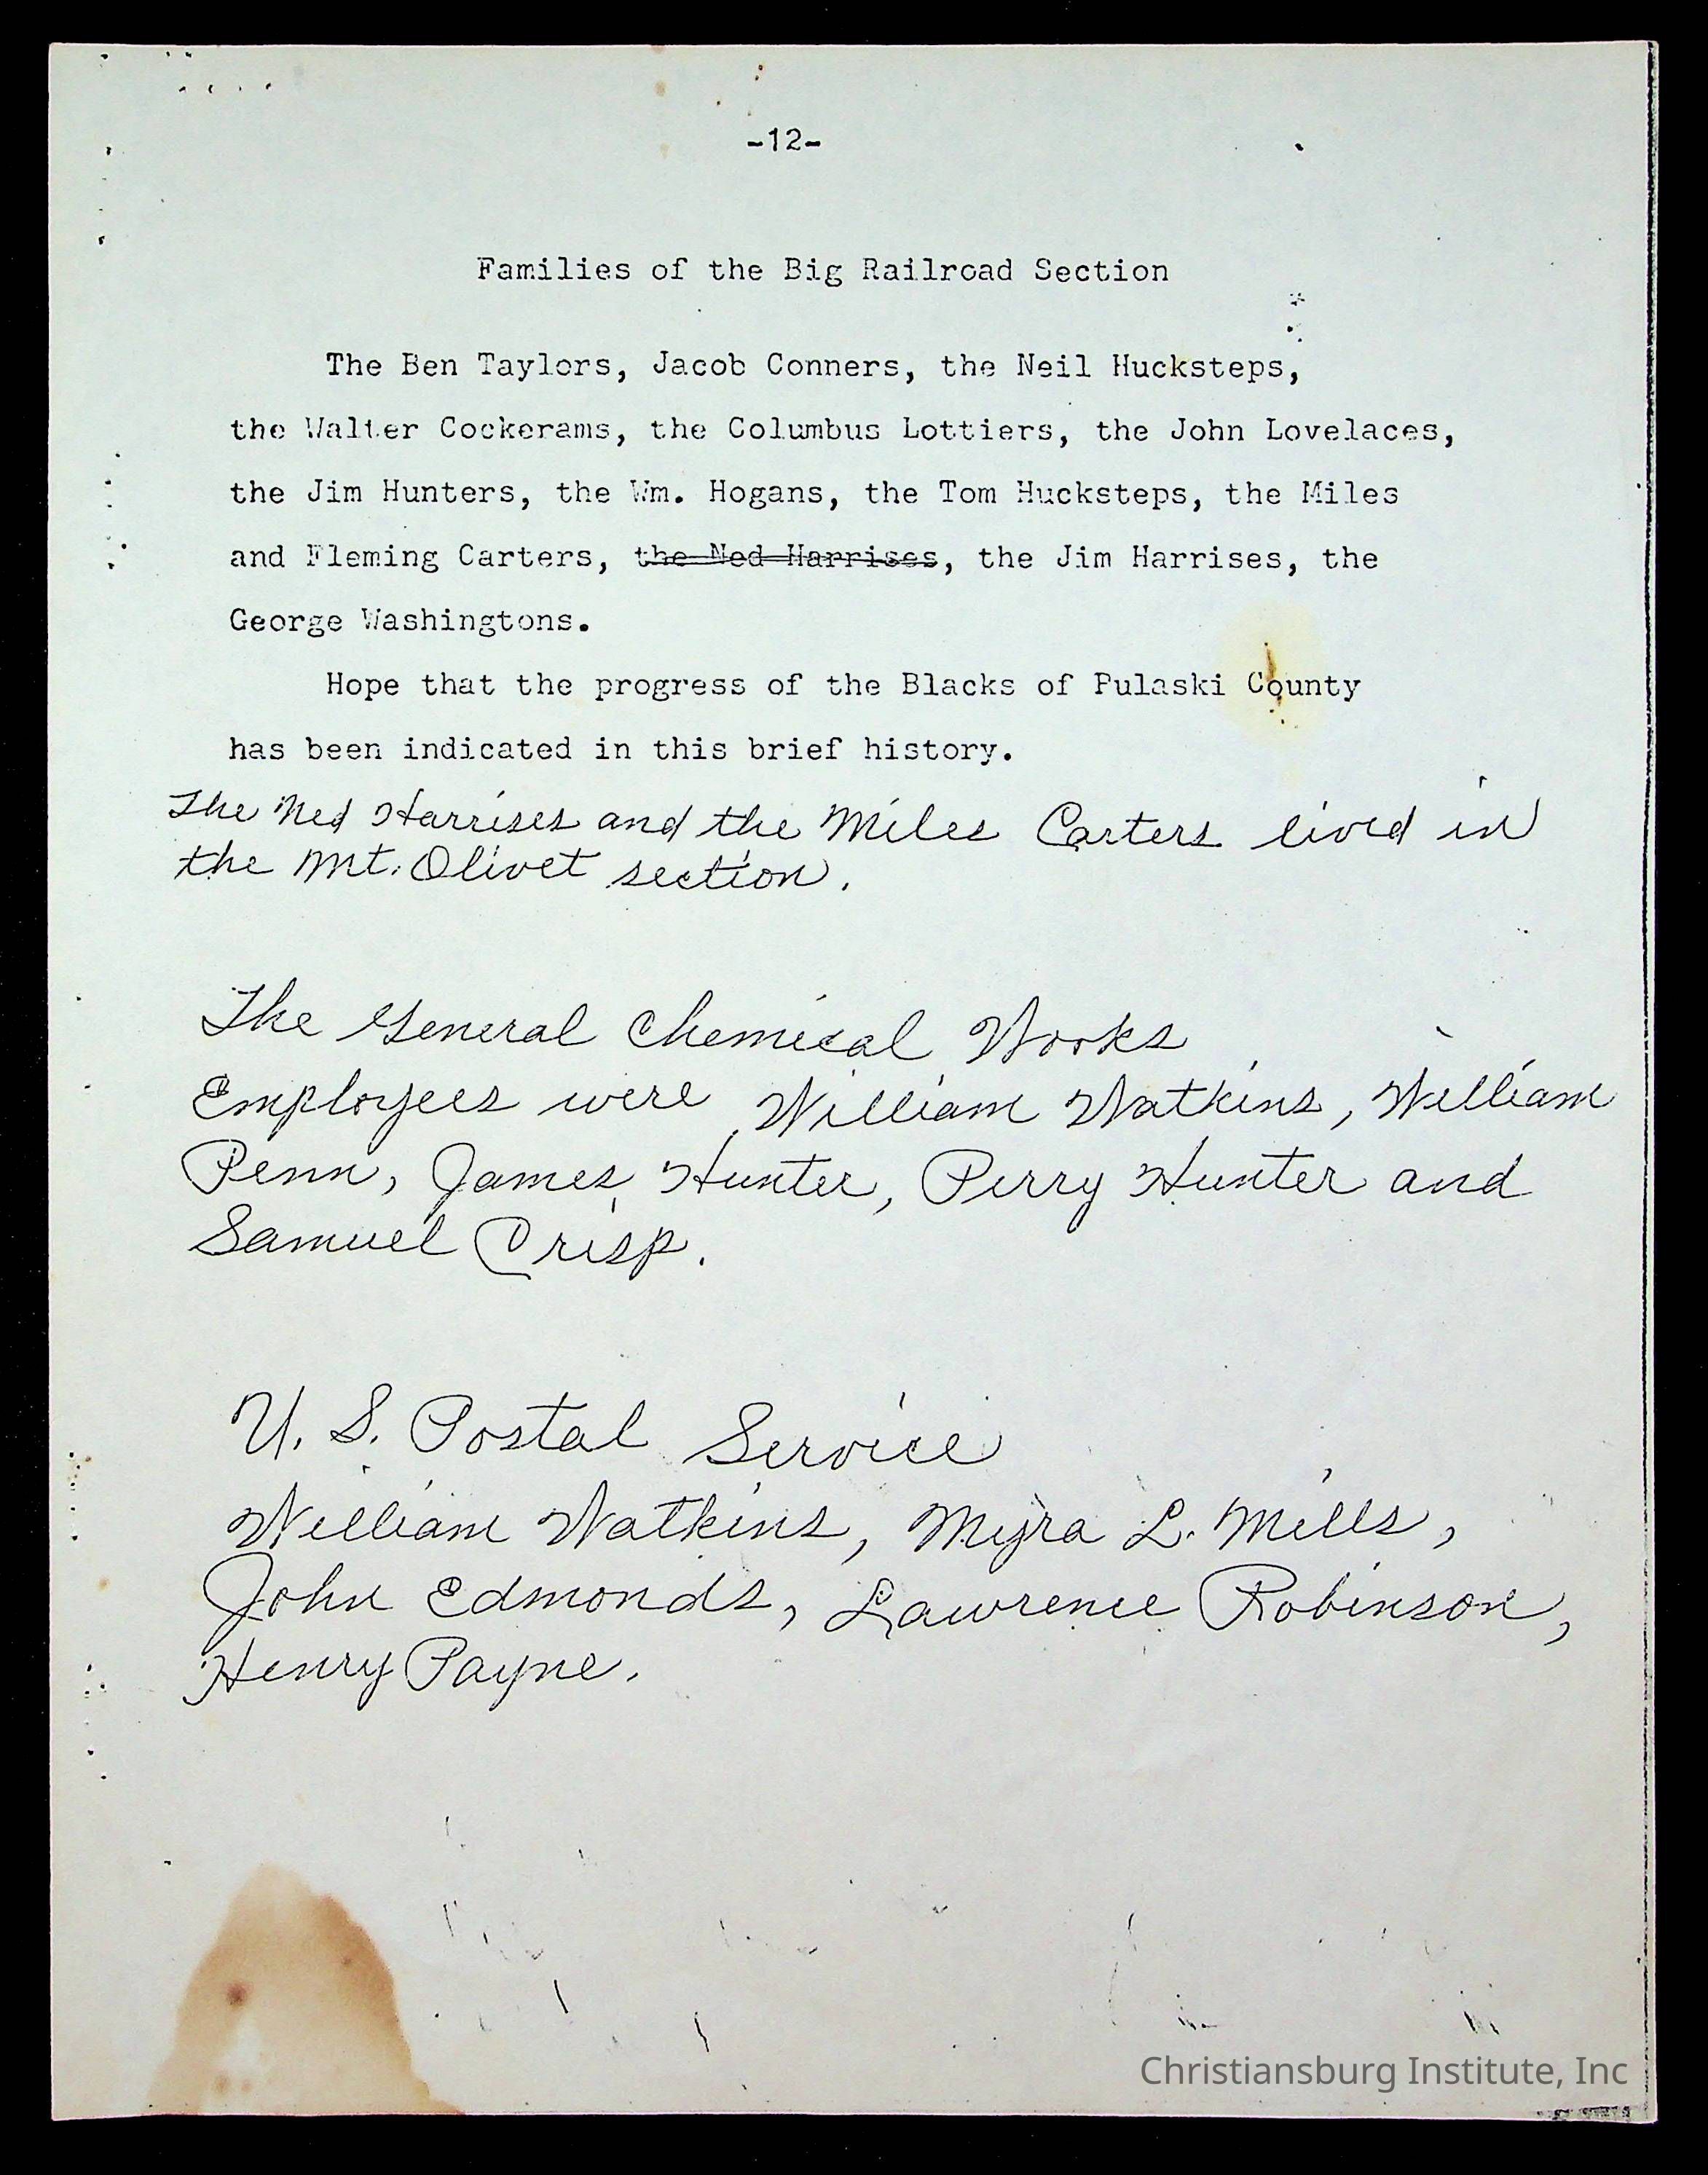 -12-
Families of the Big Railroad Section
The Ben Taylors, Jacob Conners, the Neil Hucksteps,
the Walter Cockerams, the Columbus Lottiers, the John Lovelaces,
the Jim Hunters, the Wm. Hogans, the Tom Hucksteps, the Miles
and Fleming Carters, the Ned Harrises, the Jim Harrises, the
George Washingtons.
Hope that the progress of the Blacks of Pulaski County
has been indicated in this brief history.
The Ned Harrises and the Miles Carters lived in
the Mt. Olivet section.
The General Chemical Works
Employees were William Watkins, William
Penn, James Hunter, Perry Hunter and
Samuel Crisp.
U. S. Postal Service
William Watkins, Myra L. Mills,
John Edmonds, Lawrence Robinson,
Henry Payne.
Christiansburg Institute, Inc